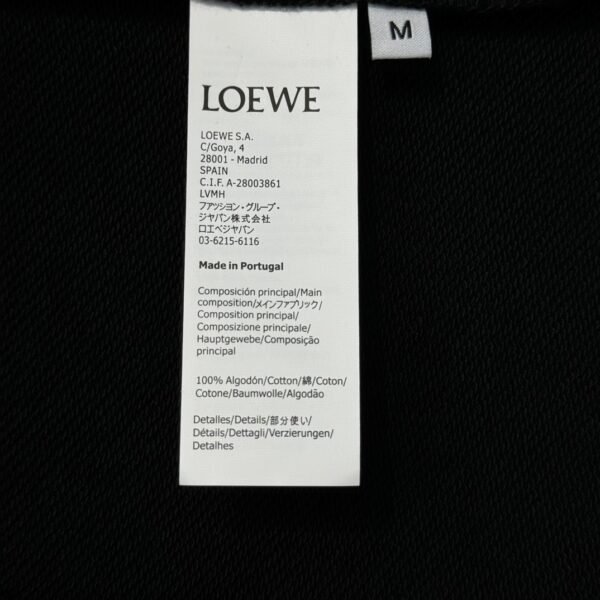 M
LOEWE
LOEWE S.A.
C/Goya, 4
28001 - Madrid
SPAIN
C.I.F. A-28003861
LVMH
ファッション・グループ・
ジャパン株式会社
ロエベジャパン
03-6215-6116
Made in Portugal
Composición principal/Main
composition/メインファブリック/
Composition principal/
Composizione principale/
Hauptgewebe/Composição
principal
100% Algodón/Cotton/綿/Coton/
Cotone/Baumwolle/Algodão
Detalles/Details/部分使い/
Détails/Dettagli/Verzierungen/
Detalhes